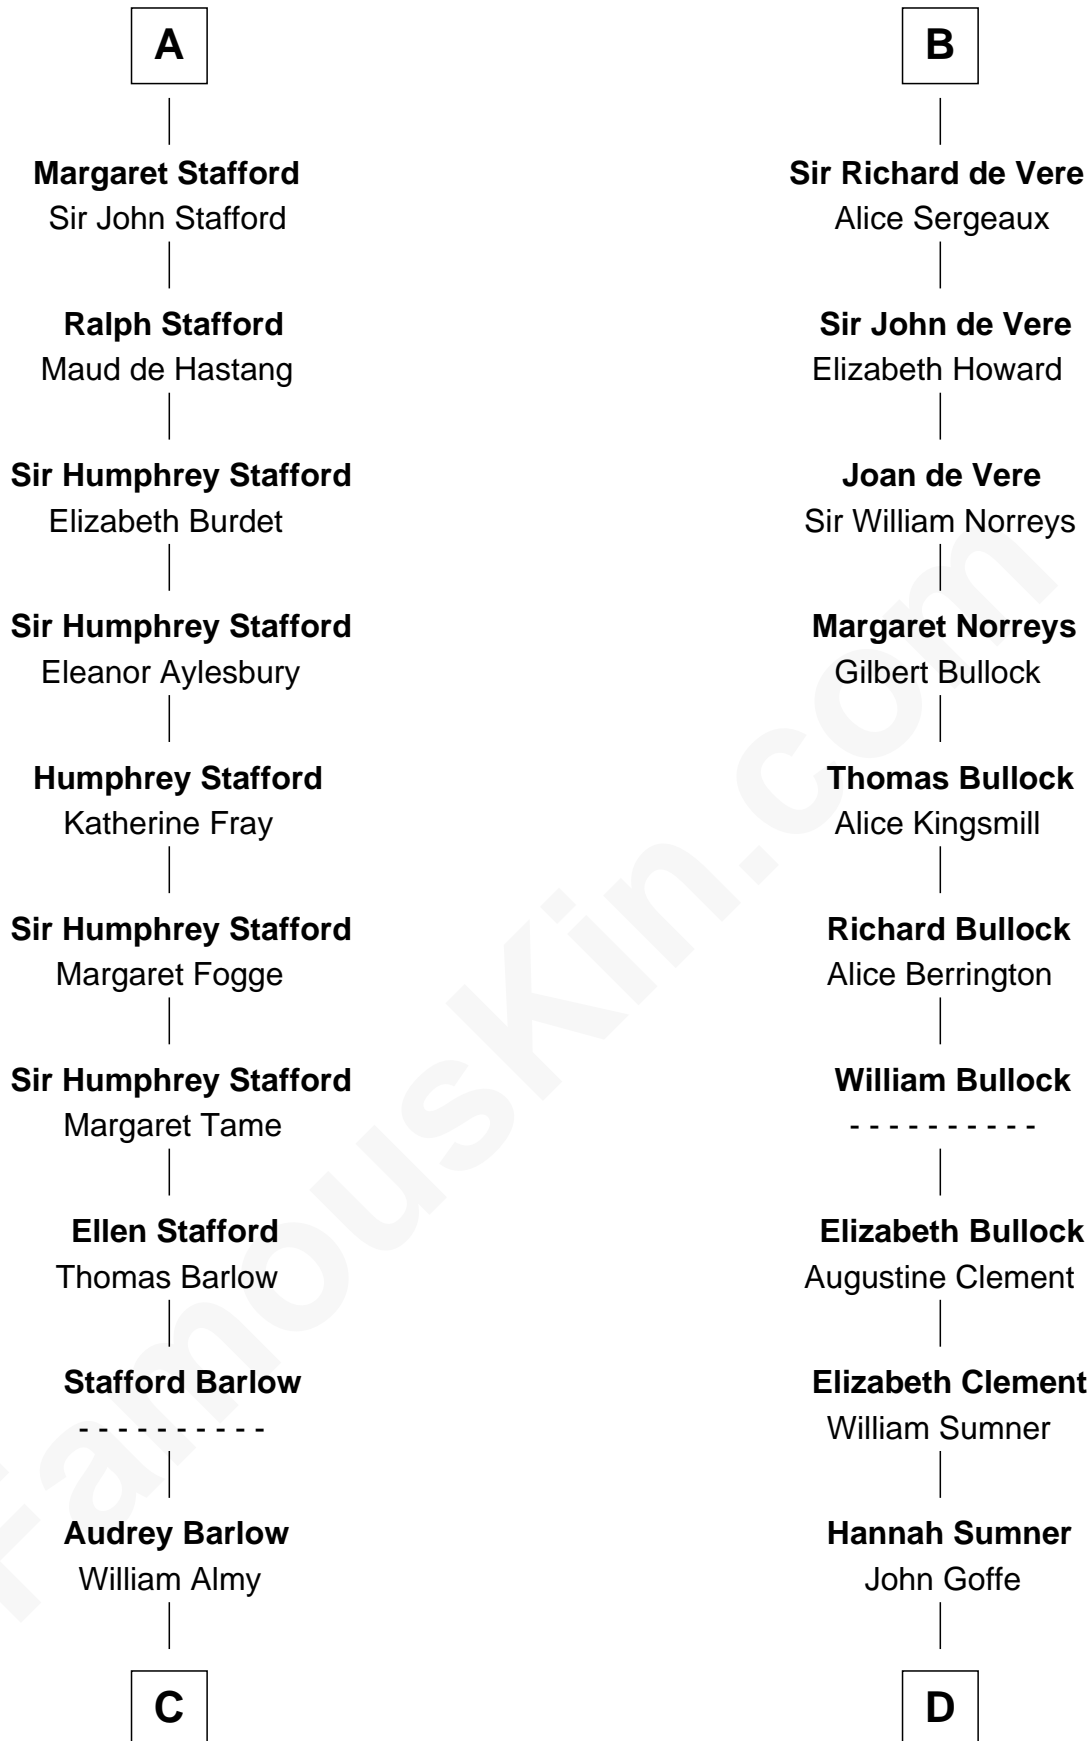 A
Margaret Stafford
Sir John Stafford
Ralph Stafford
Maud de Hastang
Sir Humphrey Stafford
Elizabeth Burdet
Sir Humphrey Stafford
Eleanor Aylesbury
Humphrey Stafford
Katherine Fray
Sir Humphrey Stafford
Margaret Fogge
Sir Humphrey Stafford
Margaret Tame
Ellen Stafford
Thomas Barlow
Stafford Barlow
- - - - - - - - - -
Audrey Barlow
William Almy
C
B
Sir Richard de Vere
Alice Sergeaux
Sir John de Vere
Elizabeth Howard
Joan de Vere
Sir William Norreys
Margaret Norreys
Gilbert Bullock
Thomas Bullock
Alice Kingsmill
Richard Bullock
Alice Berrington
William Bullock
- - - - - - - - - -
Elizabeth Bullock
Augustine Clement
Elizabeth Clement
William Sumner
Hannah Sumner
John Goffe
D
FamousKin.com